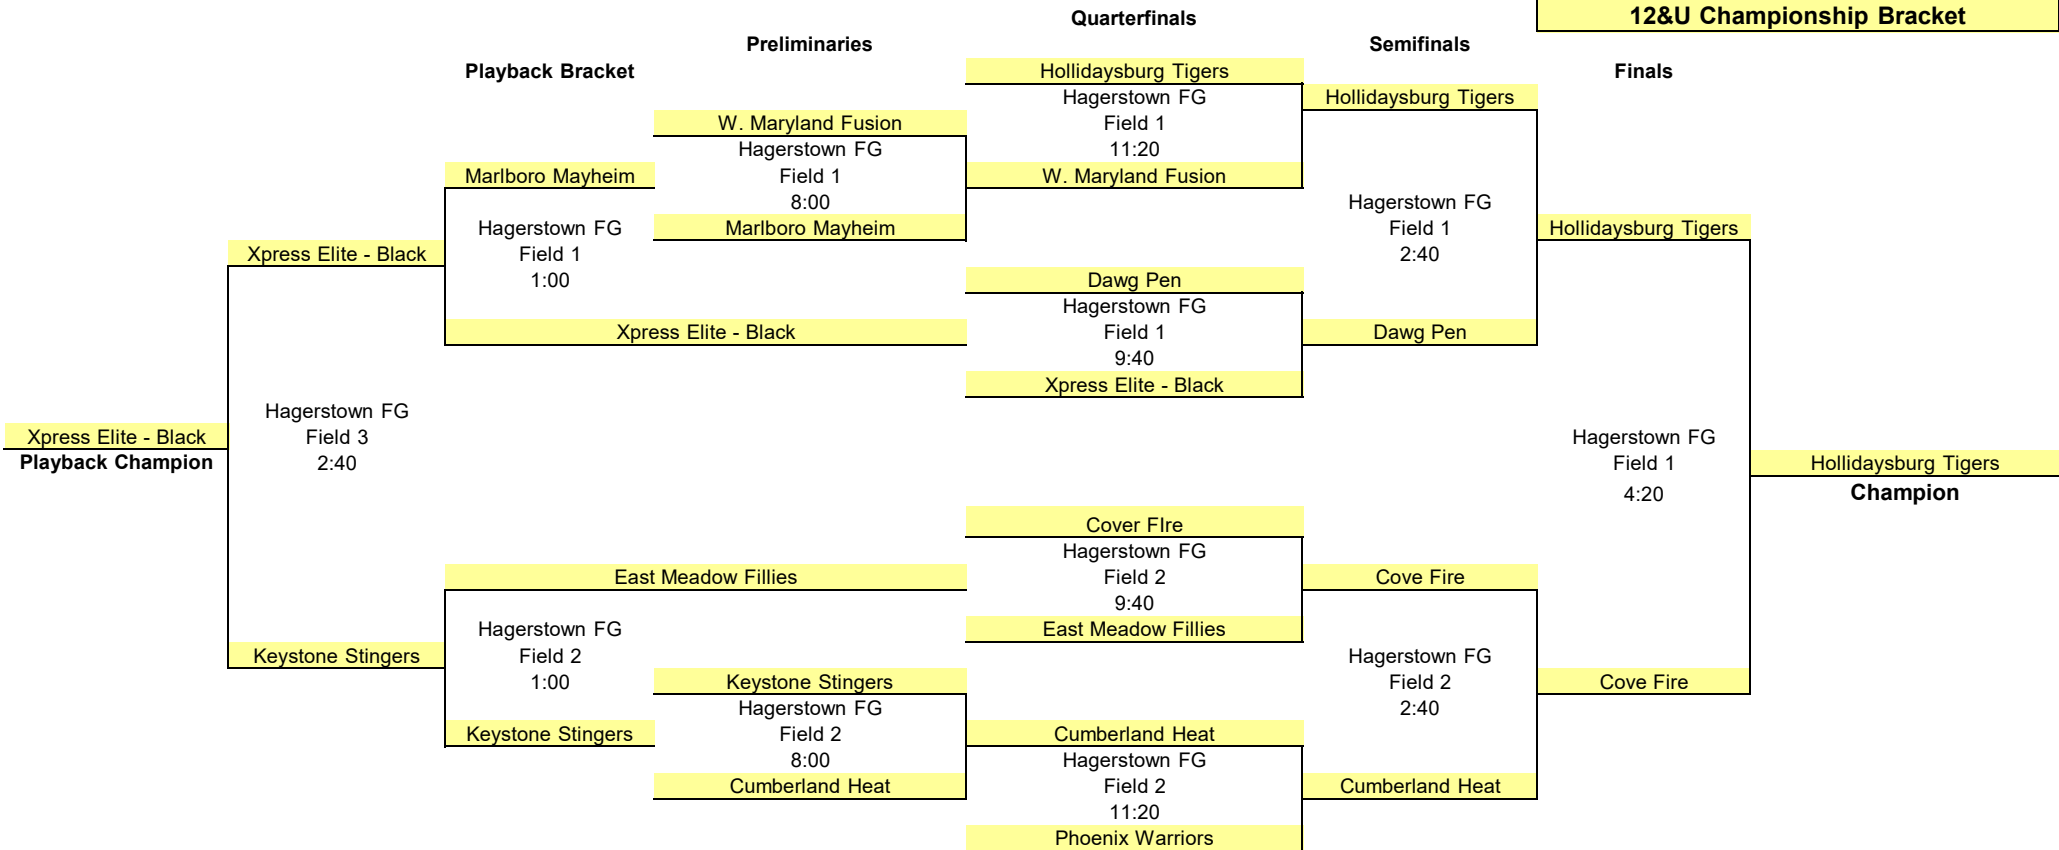 12&U Championship Bracket
Quarterfinals
Preliminaries
Semifinals
Playback Bracket
Hollidaysburg Tigers
Finals
Hagerstown FG
Hollidaysburg Tigers
W. Maryland Fusion
Field 1
Hagerstown FG
11:20
Marlboro Mayheim
Field 1
W. Maryland Fusion
8:00
Hagerstown FG
Hagerstown FG
Marlboro Mayheim
Field 1
Hollidaysburg Tigers
Xpress Elite - Black
Field 1
2:40
1:00
Dawg Pen
Hagerstown FG
Xpress Elite - Black
Field 1
Dawg Pen
9:40
Xpress Elite - Black
Hagerstown FG
Xpress Elite - Black
Field 3
Hagerstown FG
Playback Champion
2:40
Field 1
Hollidaysburg Tigers
4:20
Champion
Cover FIre
Hagerstown FG
East Meadow Fillies
Field 2
Cove Fire
9:40
Hagerstown FG
East Meadow Fillies
Keystone Stingers
Field 2
Hagerstown FG
1:00
Keystone Stingers
Field 2
Cove Fire
Hagerstown FG
2:40
Keystone Stingers
Field 2
Cumberland Heat
8:00
Hagerstown FG
Cumberland Heat
Field 2
Cumberland Heat
11:20
Phoenix Warriors